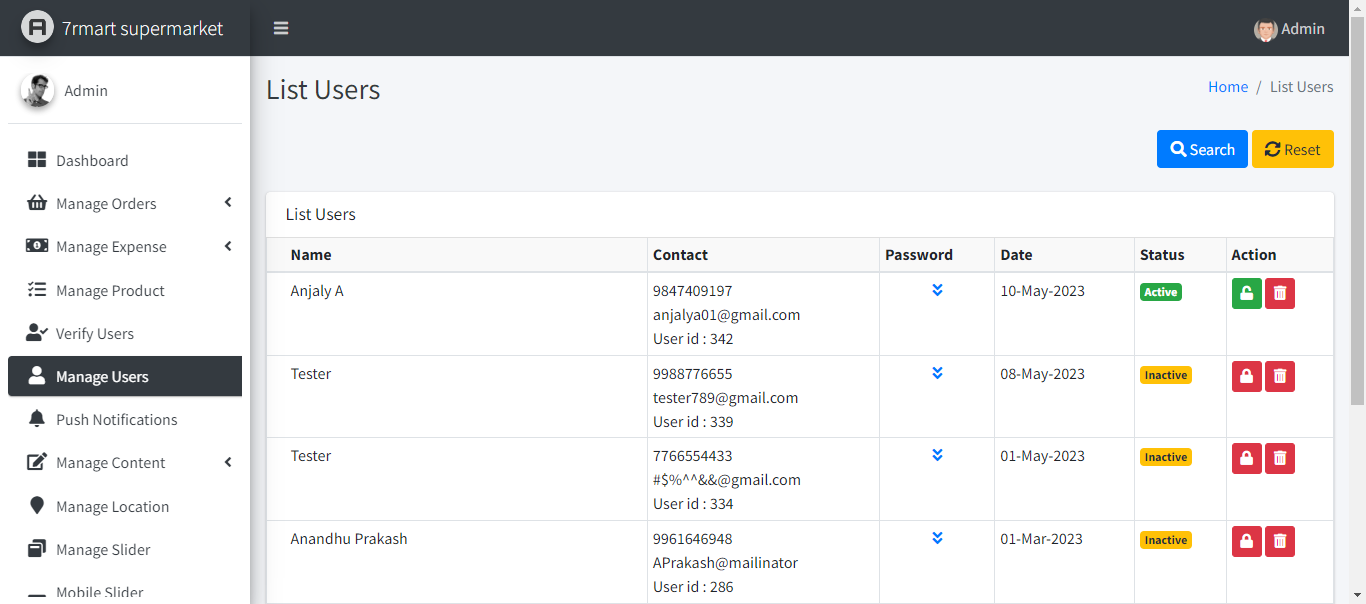 7rmart supermarket
Admin
Admin
Dashboard
Manage Orders
Manage Expense
Manage Product
Verify Users
Manage Users
Push Notifications
Manage Content
Manage Location
Manage Slider
Mobile Slider
List Users
Home / List Users
Search Reset
List Users
Name Contact Password Date Status Action
Anjaly A 9847409197 10-May-2023 Active
anjalya01@gmail.com
User id : 342
Tester 9988776655 08-May-2023 Inactive
tester789@gmail.com
User id : 339
Tester 7766554433 01-May-2023 Inactive
#$%^^&&@gmail.com
User id : 334
Anandhu Prakash 9961646948 01-Mar-2023 Inactive
APrakash@mailinator
User id : 286